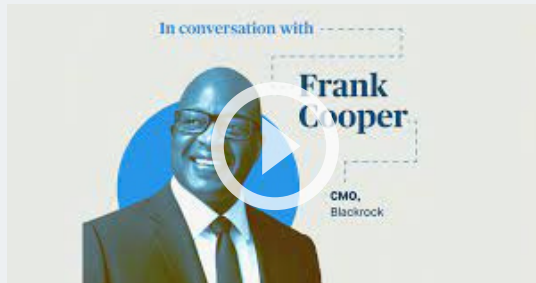 In conversation with
Frank
Cooper
CMO,
Blackrock